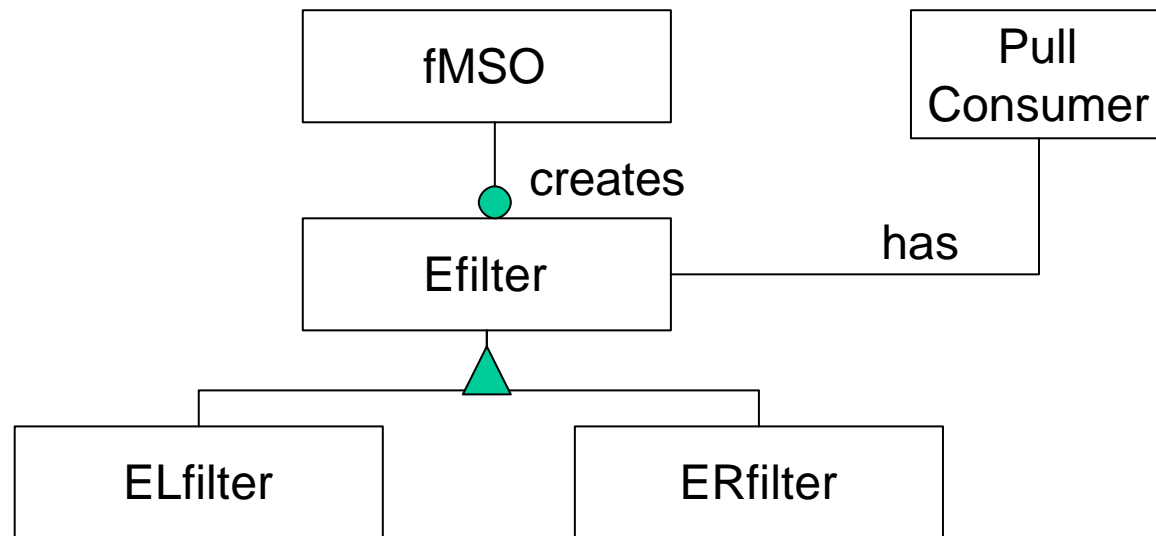 fMSO
Pull
Consumer
creates
has
Efilter
ELfilter
ERfilter